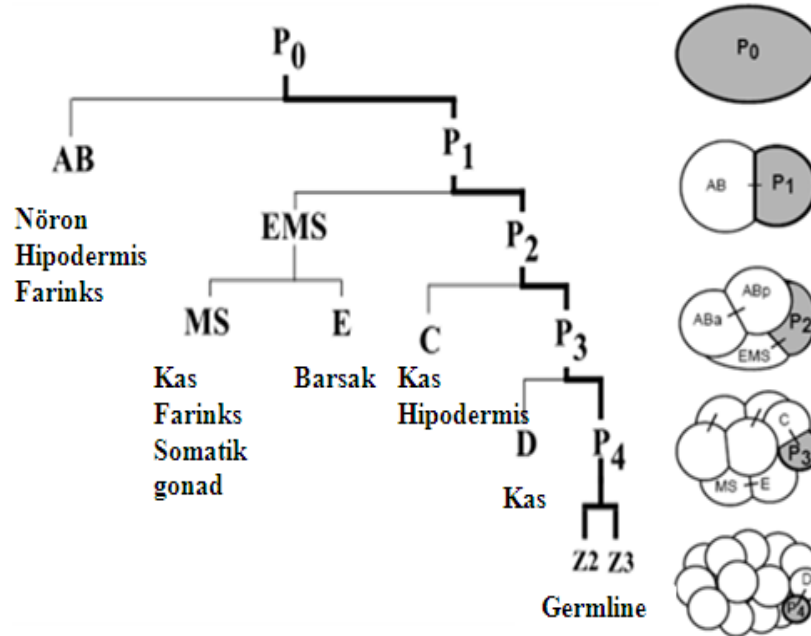 P0
AB
P1
Nöron
Hipodermis
Farinks
EMS
P2
MS
E
C
P3
Kas
Farinks
Somatik
gonad
Barsak
Kas
Hipodermis
D
P4
Kas
Z2 Z3
Germline
P0
AB
P1
ABp
ABa
P2
EMS
C
P3
MS
E
D
P4